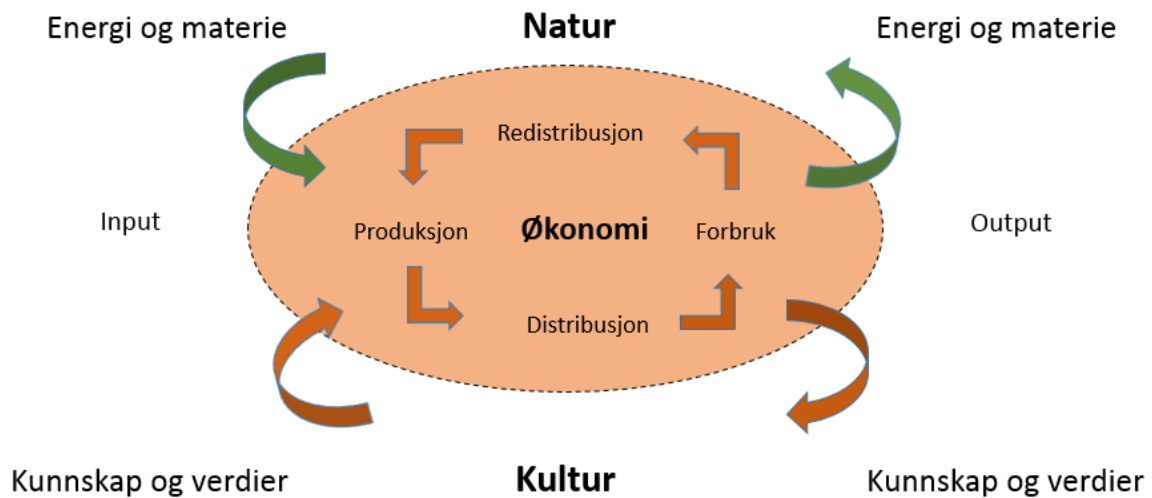 Energi og materie
Natur
Energi og materie
Redistribusjon
Input
Produksjon
Økonomi
Forbruk
Output
Distribusjon
Kunnskap og verdier
Kultur
Kunnskap og verdier